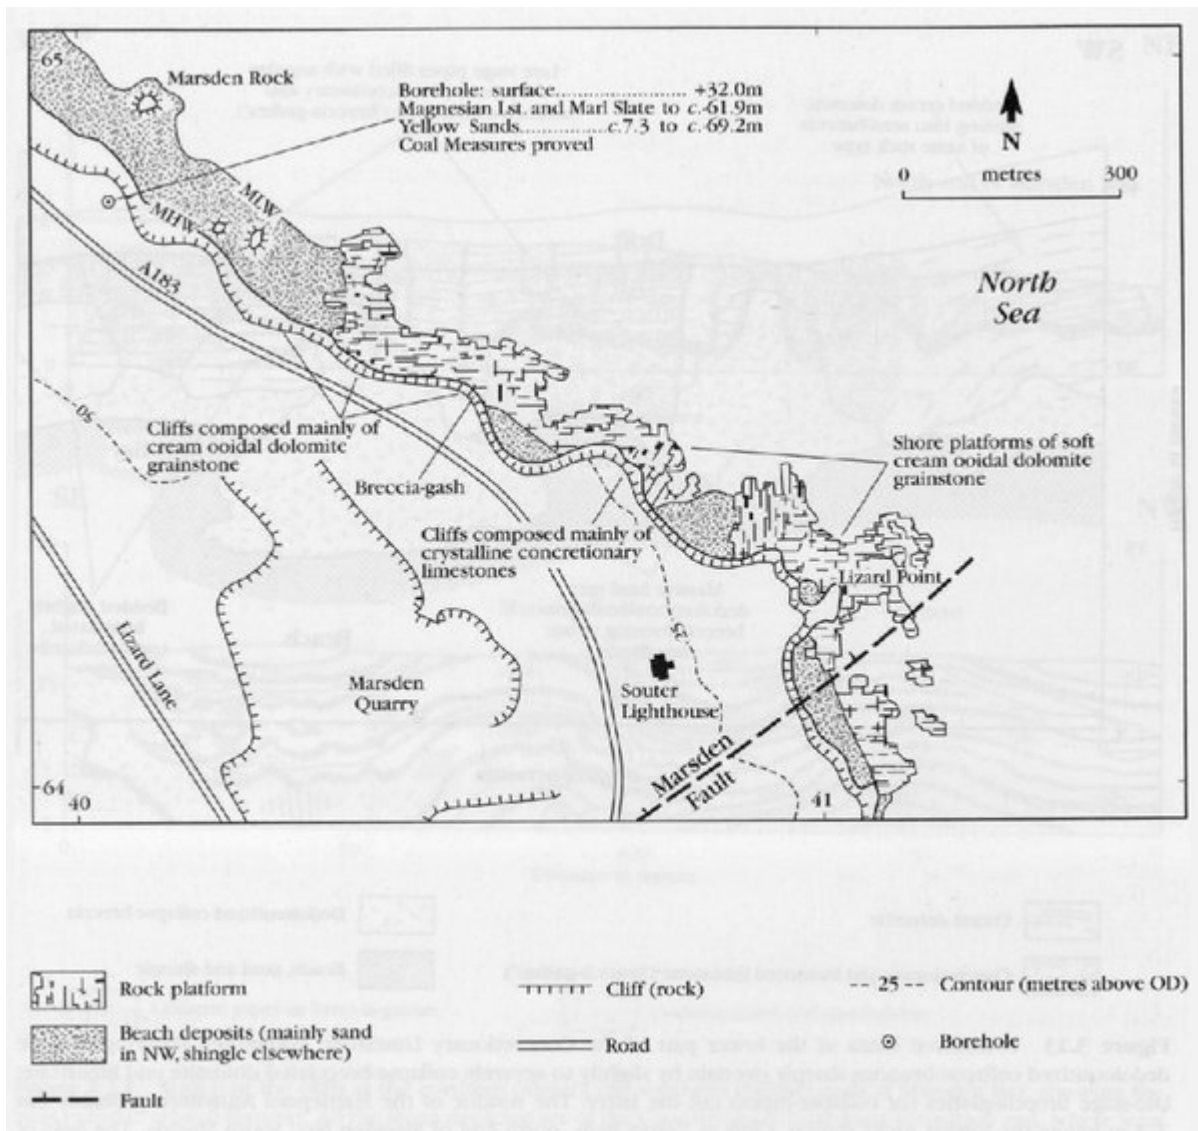 65
Marsden Rock
Borehole: surface........................ +32.0m
Magnesian Lst. and Marl Slate to c.-61.9m
Yellow Sands...............c.7.3 to c.-69.2m
Coal Measures proved
N
0 metres 300
MLW
MHW
A183
North
Sea
Cliffs composed mainly of
cream ooidal dolomite
grainstone
Breccia-gash
Shore platforms of soft
cream ooidal dolomite
grainstone
Cliffs composed mainly of
crystalline concretionary
limestones
Lizard Point
Lizard Lane
Marsden
Quarry
Souter
Lighthouse
Marsden
Fault
64
40
41
Rock platform
Cliff (rock)
25
Contour (metres above OD)
Beach deposits (mainly sand
in NW, shingle elsewhere)
Road
Borehole
Fault